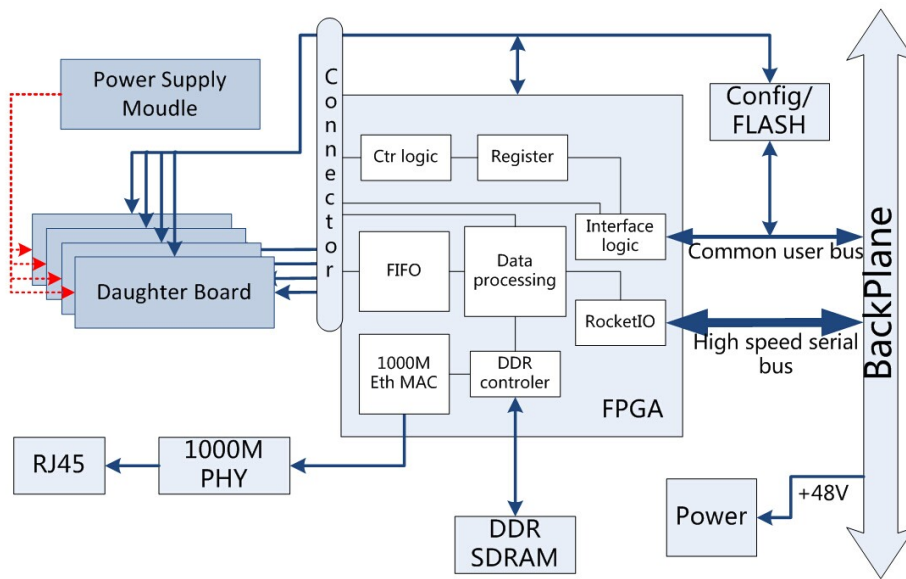 Power Supply
Moudle
Connector
Config/
FLASH
Ctr logic
Register
Interface
logic
Common user bus
FIFO
Data
processing
Daughter Board
RocketIO
High speed serial
bus
1000M
Eth MAC
DDR
controler
FPGA
BackPlane
RJ45
1000M
PHY
DDR
SDRAM
Power
+48V